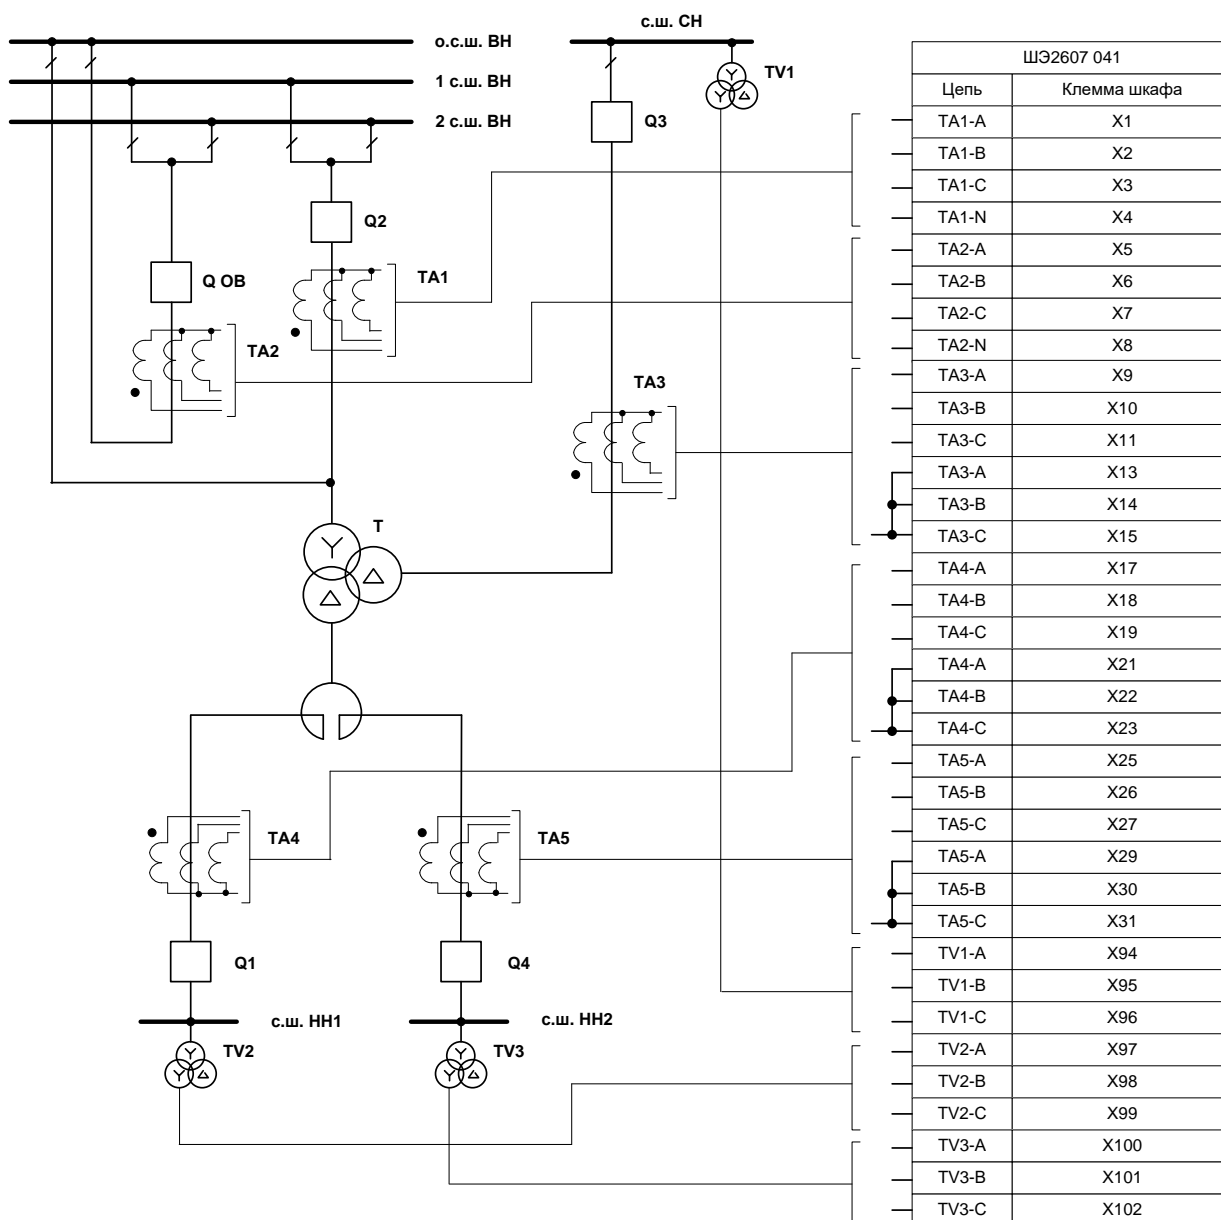 с.ш. СН
о.с.ш. ВН
1 с.ш. ВН
2 с.ш. ВН
TV1
Q3
Q2
Q ОВ
TA1
TA2
TA3
T
TA4
TA5
Q1
Q4
с.ш. НН1
с.ш. НН2
TV2
TV3
ШЭ2607 041
Цепь Клемма шкафа
TA1-A X1
TA1-B X2
TA1-C X3
TA1-N X4
TA2-A X5
TA2-B X6
TA2-C X7
TA2-N X8
TA3-A X9
TA3-B X10
TA3-C X11
TA3-A X13
TA3-B X14
TA3-C X15
TA4-A X17
TA4-B X18
TA4-C X19
TA4-A X21
TA4-B X22
TA4-C X23
TA5-A X25
TA5-B X26
TA5-C X27
TA5-A X29
TA5-B X30
TA5-C X31
TV1-A X94
TV1-B X95
TV1-C X96
TV2-A X97
TV2-B X98
TV2-C X99
TV3-A X100
TV3-B X101
TV3-C X102